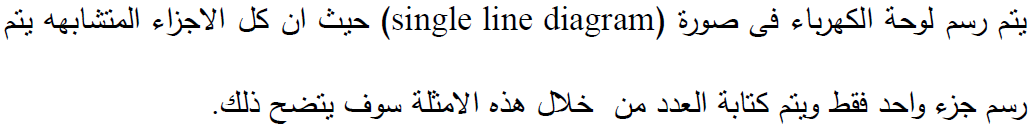 يتم رسم لوحة الكهرباء فى صورة (single line diagram) حيث ان كل الاجزاء المتشابهه يتم
رسم جزء واحد فقط ويتم كتابة العدد من خلال هذه الامثلة سوف يتضح ذلك.